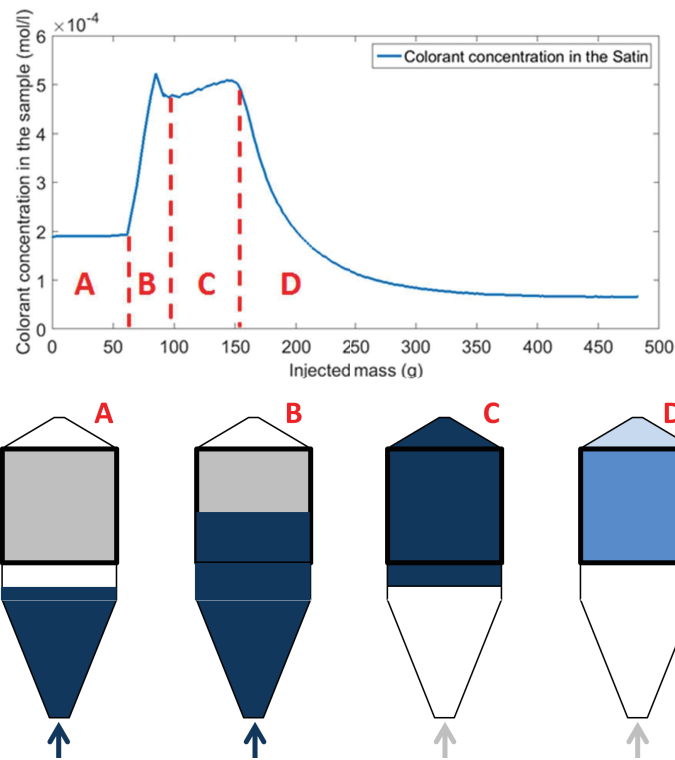 ×10-4
Colorant concentration in the sample (mol/l)
6
5
4
3
2
1
0
Colorant concentration in the Satin
A B C D
0 50 100 150 200 250 300 350 400 450 500
Injected mass (g)
A B C D